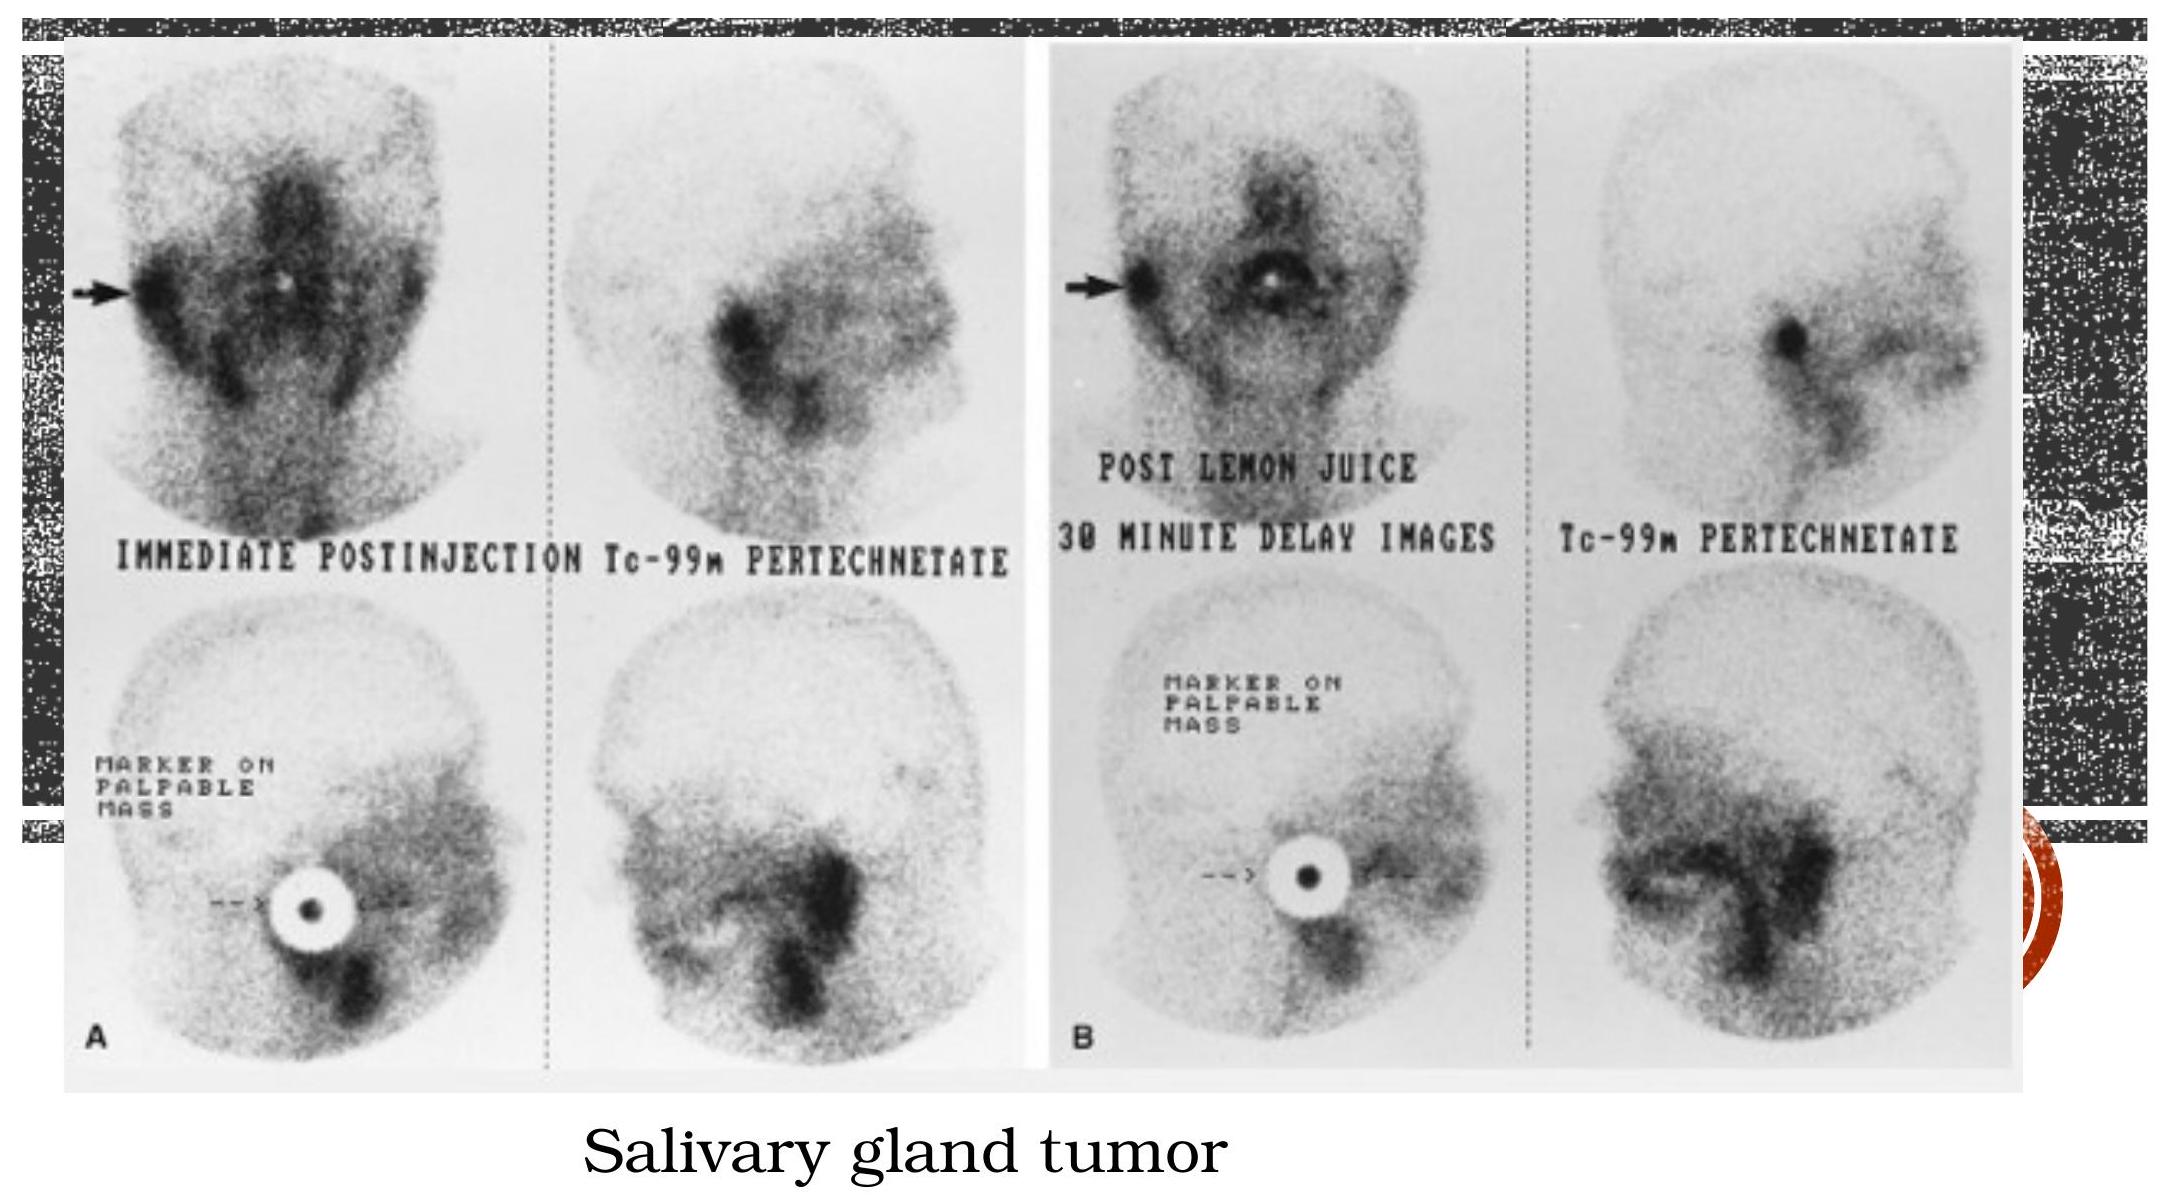 IMMEDIATE POSTINJECTION Tc-99m PERTECHNETATE
MARKER ON
PALPABLE
MASS
-->
A
POST LEMON JUICE
30 MINUTE DELAY IMAGES Tc-99m PERTECHNETATE
MARKER ON
PALPABLE
MASS
-->
B
Salivary gland tumor